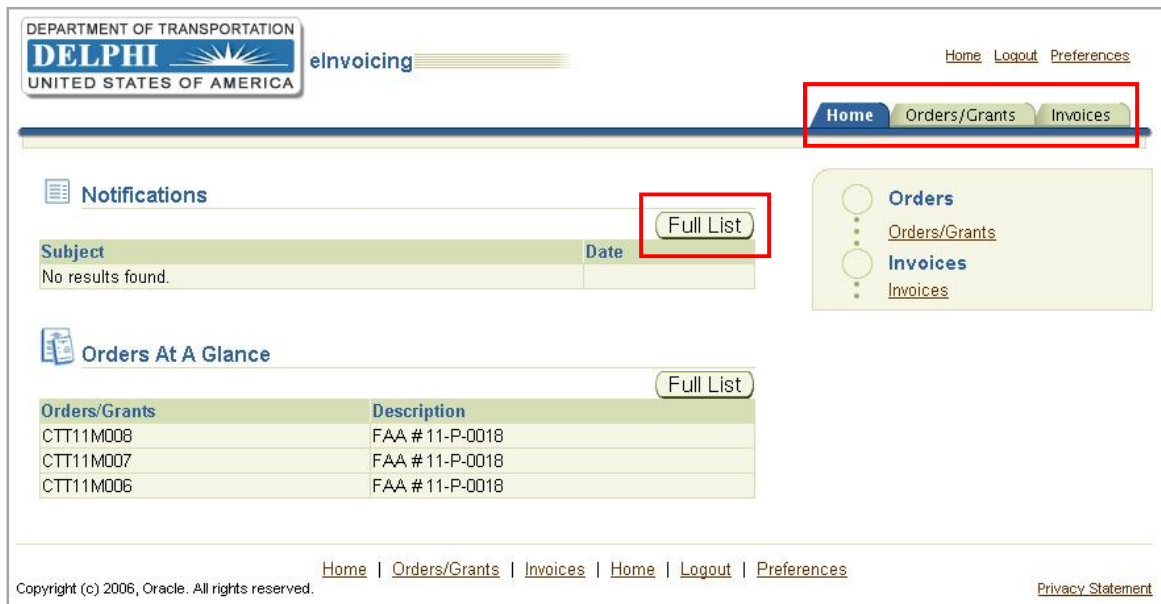 DEPARTMENT OF TRANSPORTATION
DELPHI
UNITED STATES OF AMERICA
eInvoicing
Home Logout Preferences
Home Orders/Grants Invoices
Notifications
Full List
Subject Date
No results found.
Orders
Orders/Grants
Invoices
Invoices
Orders At A Glance
Full List
Orders/Grants Description
CTT11M008 FAA # 11-P-0018
CTT11M007 FAA # 11-P-0018
CTT11M006 FAA # 11-P-0018
Home | Orders/Grants | Invoices | Home | Logout | Preferences
Copyright (c) 2006, Oracle. All rights reserved.
Privacy Statement